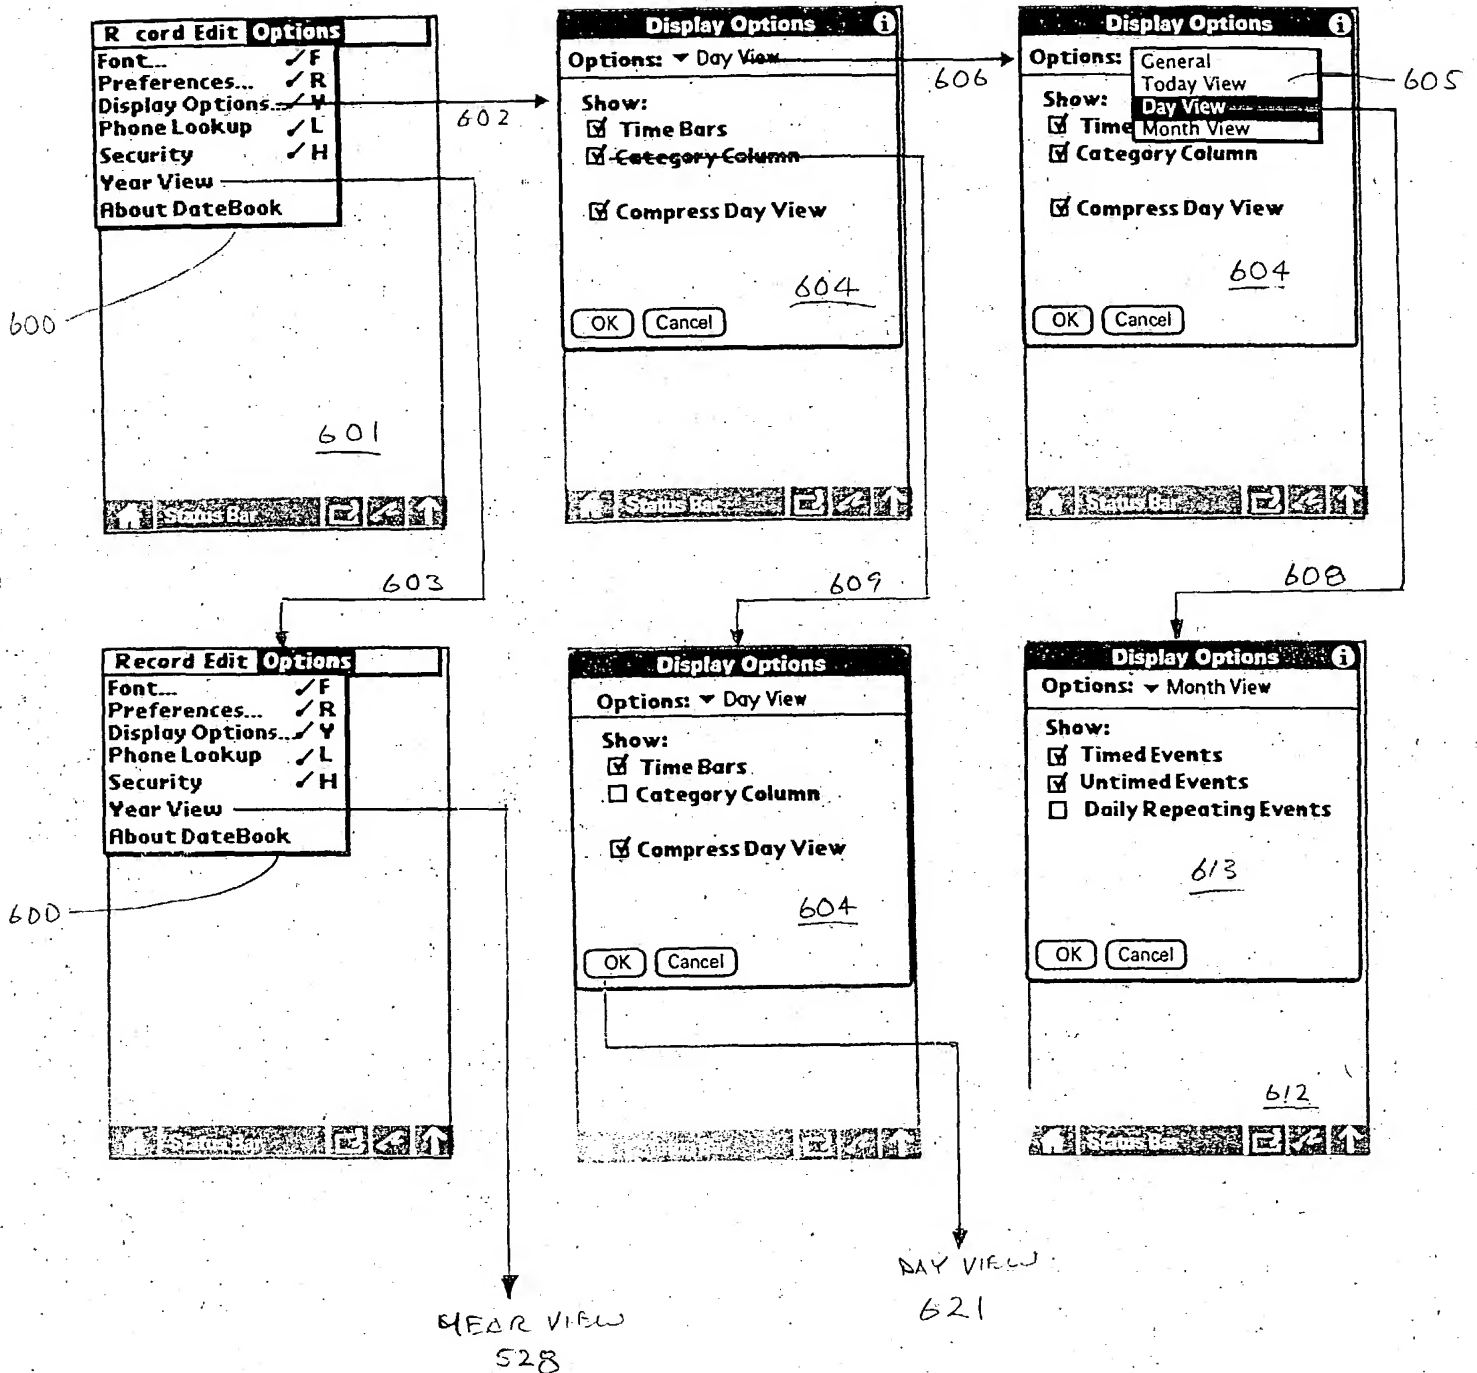 R cord Edit Options
Font... F
Preferences... R
Display Options... Y
Phone Lookup L
Security H
Year View
About DateBook
600
601
Status Bar
602
603
Display Options i
Options: Day View
Show:
Time Bars
Category Column
Compress Day View
604
OK Cancel
Status Bar
606
609
Display Options i
Options: General
Today View
Day View
Month View
605
Show:
Time
Category Column
Compress Day View
604
OK Cancel
Status Bar
608
Record Edit Options
Font... F
Preferences... R
Display Options... Y
Phone Lookup L
Security H
Year View
About DateBook
600
Status Bar
YEAR VIEW
528
Display Options
Options: Day View
Show:
Time Bars
Category Column
Compress Day View
604
OK Cancel
DAY VIEW
621
Display Options i
Options: Month View
Show:
Timed Events
Untimed Events
Daily Repeating Events
613
OK Cancel
612
Status Bar